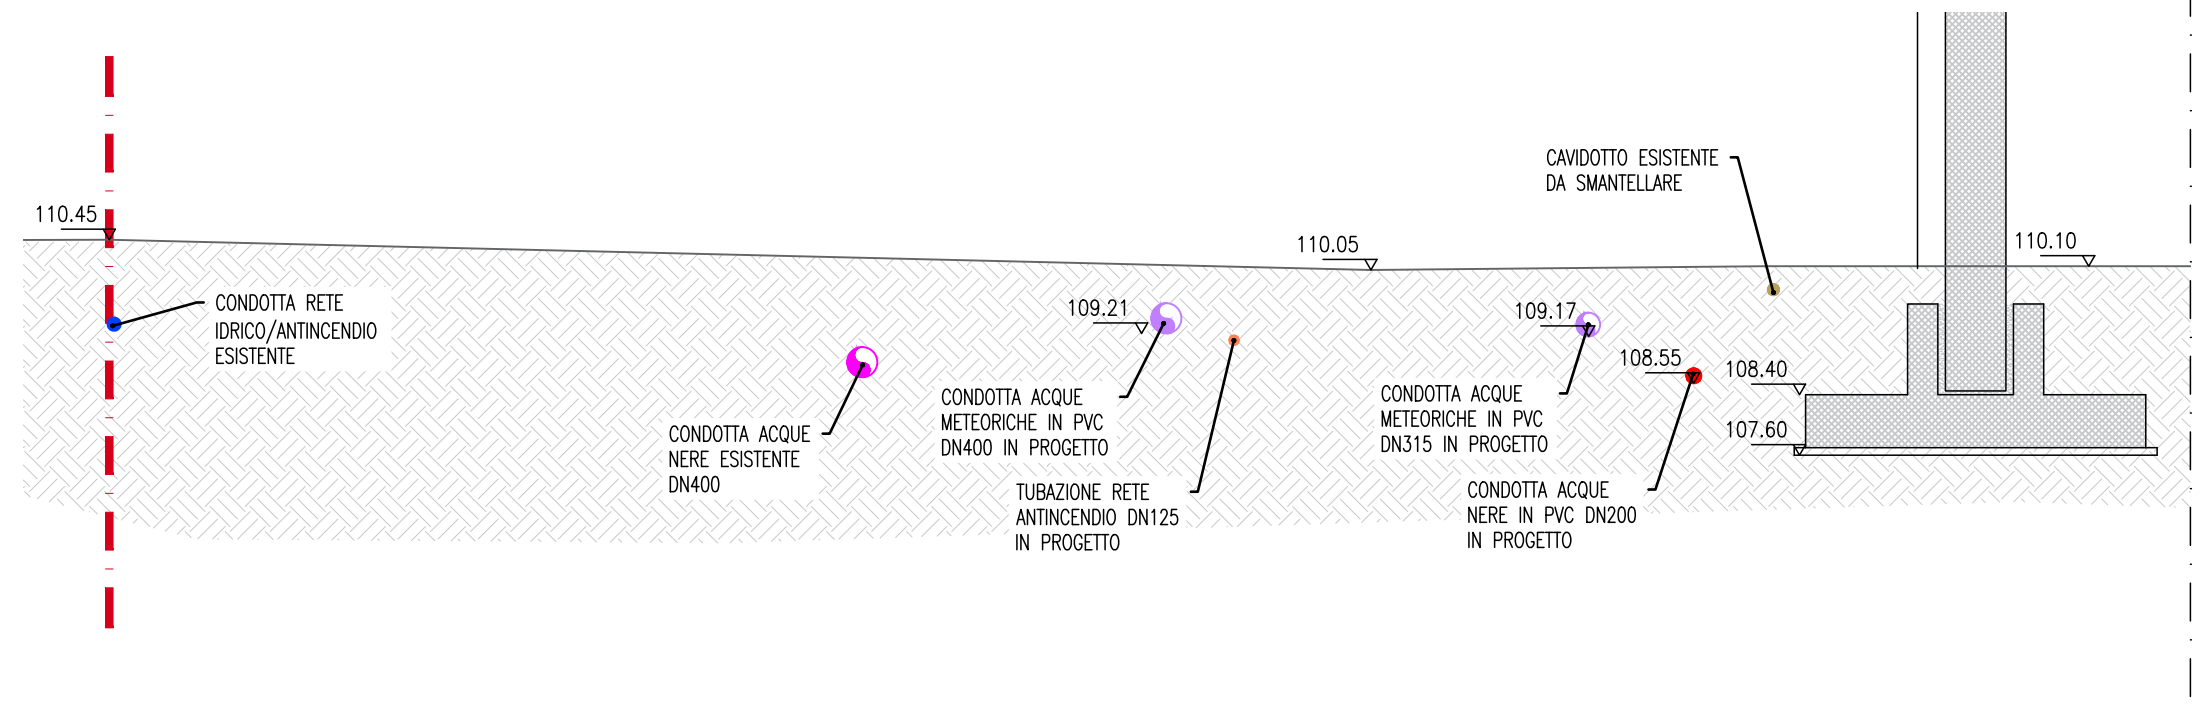 CAVIDOTTO ESISTENTE
DA SMANTELLARE
110.45
110.05
110.10
CONDOTTA RETE
IDRICO/ANTINCENDIO
ESISTENTE
109.21
109.17
108.55
108.40
107.60
CONDOTTA ACQUE
NERE ESISTENTE
DN400
CONDOTTA ACQUE
METEORICHE IN PVC
DN400 IN PROGETTO
TUBAZIONE RETE
ANTINCENDIO DN125
IN PROGETTO
CONDOTTA ACQUE
METEORICHE IN PVC
DN315 IN PROGETTO
CONDOTTA ACQUE
NERE IN PVC DN200
IN PROGETTO